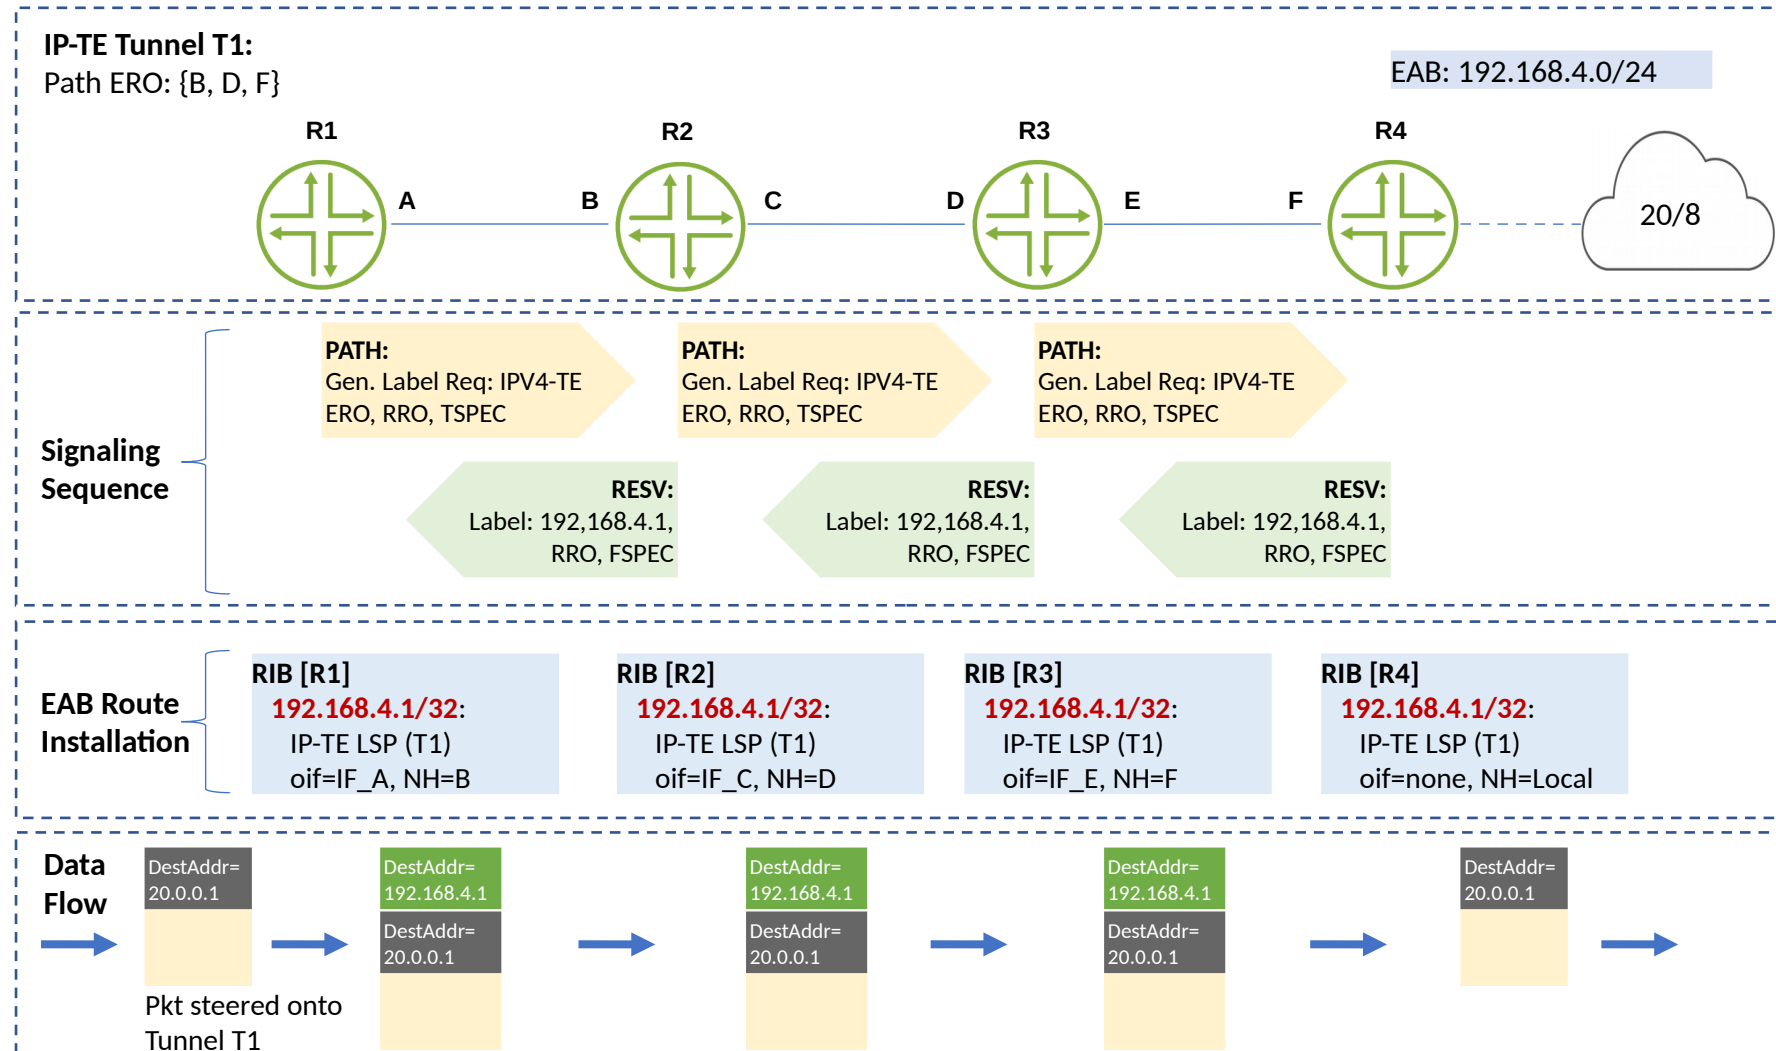 IP-TE Tunnel T1:
Path ERO: {B, D, F}
EAB: 192.168.4.0/24
R1
R2
R3
R4
A
B
C
D
E
F
20/8
Signaling
Sequence
PATH:
Gen. Label Req: IPV4-TE
ERO, RRO, TSPEC
PATH:
Gen. Label Req: IPV4-TE
ERO, RRO, TSPEC
PATH:
Gen. Label Req: IPV4-TE
ERO, RRO, TSPEC
RESV:
Label: 192,168.4.1,
RRO, FSPEC
RESV:
Label: 192,168.4.1,
RRO, FSPEC
RESV:
Label: 192,168.4.1,
RRO, FSPEC
EAB Route
Installation
RIB [R1]
192.168.4.1/32:
IP-TE LSP (T1)
oif=IF_A, NH=B
RIB [R2]
192.168.4.1/32:
IP-TE LSP (T1)
oif=IF_C, NH=D
RIB [R3]
192.168.4.1/32:
IP-TE LSP (T1)
oif=IF_E, NH=F
RIB [R4]
192.168.4.1/32:
IP-TE LSP (T1)
oif=none, NH=Local
Data
Flow
DestAddr=
20.0.0.1
Pkt steered onto
Tunnel T1
DestAddr=
192.168.4.1
DestAddr=
20.0.0.1
DestAddr=
192.168.4.1
DestAddr=
20.0.0.1
DestAddr=
192.168.4.1
DestAddr=
20.0.0.1
DestAddr=
20.0.0.1